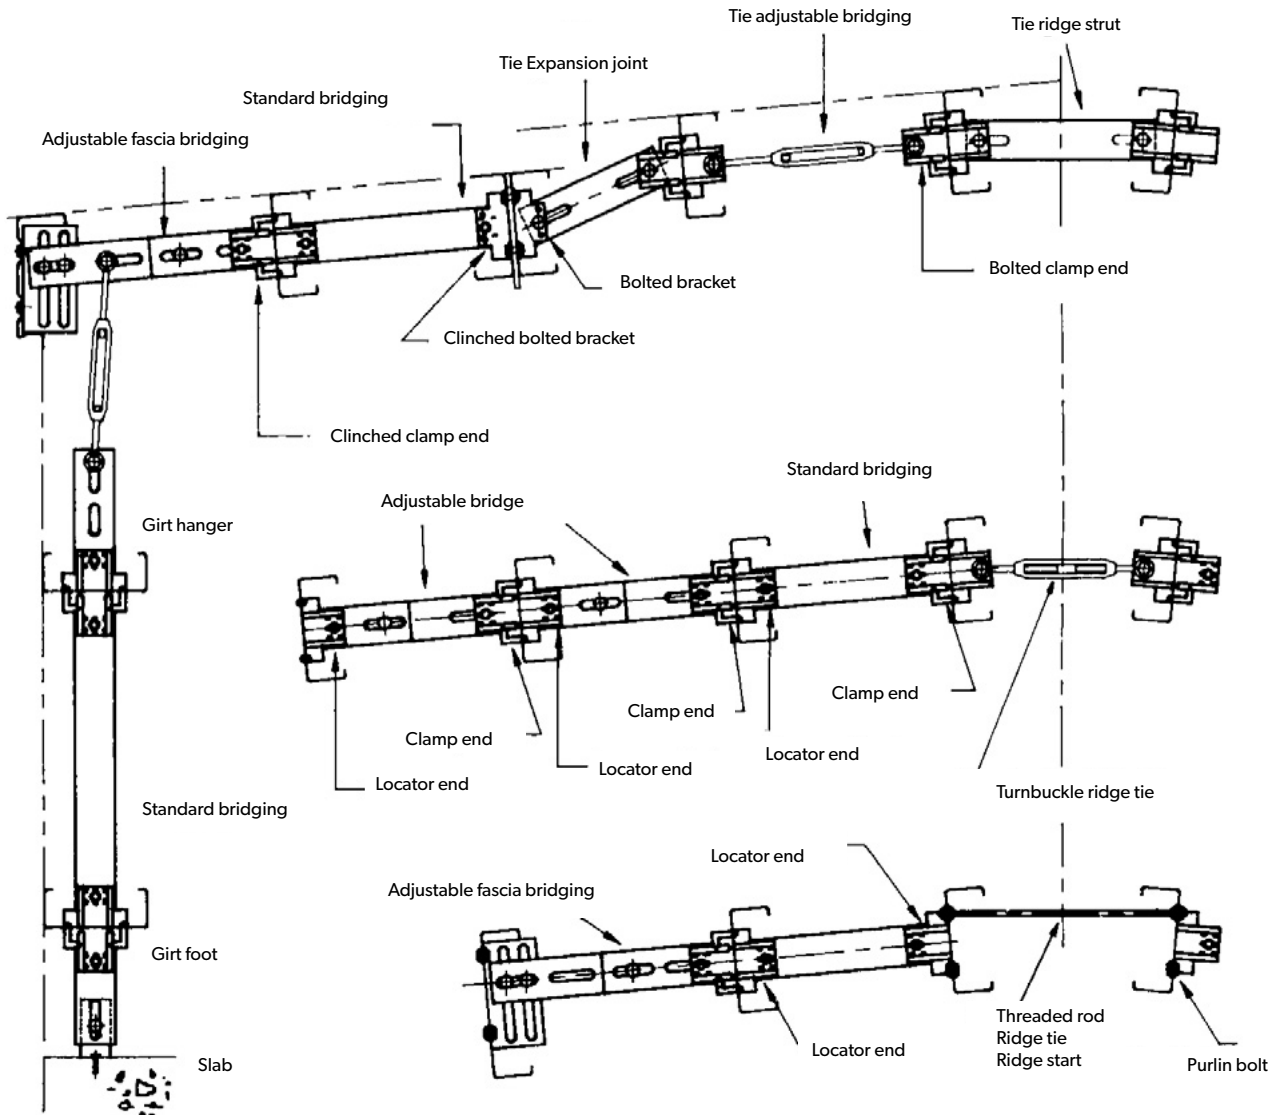 Tie adjustable bridging
Tie ridge strut
Tie Expansion joint
Standard bridging
Adjustable fascia bridging
Bolted clamp end
Bolted bracket
Clinched bolted bracket
Clinched clamp end
Standard bridging
Adjustable bridge
Girt hanger
Clamp end
Clamp end
Clamp end
Locator end
Locator end
Locator end
Turnbuckle ridge tie
Standard bridging
Locator end
Adjustable fascia bridging
Girt foot
Threaded rod
Ridge tie
Ridge start
Locator end
Purlin bolt
Slab